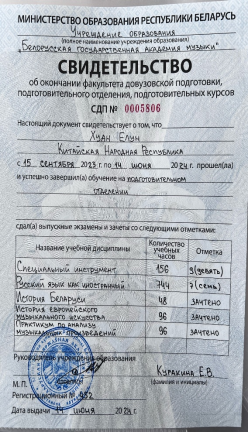 МИНИСТЕРСТВО ОБРАЗОВАНИЯ РЕСПУБЛИКИ БЕЛАРУСЬ
Учреждение образования
(полное наименование учреждения образования)
"Белорусская государственная академия музыки"
СВИДЕТЕЛЬСТВО
об окончании факультета довузовской подготовки,
подготовительного отделения, подготовительных курсов
СДП № 0005806
Настоящий документ свидетельствует о том, что
Хуан Елун
Китайская Народная Республика
с 15 сентября 2023 г. по 14 июня 2024 г. прошел(ла)
и успешно завершил(а) обучение на подготовительном
отделении
сдал(а) выпускные экзамены и зачеты со следующими отметками:
Название учебной дисциплины Количество учебных часов Отметка
Специальный инструмент 156 9(девять)
Русский язык как иностранный 744 7(семь)
История Беларуси 48 зачтено
История европейского
музыкального искусства 96 зачтено
Практикум по анализу
музыкальных произведений 96 зачтено
Руководитель учреждения образования
Куракина Е.В.
(фамилия и инициалы)
М. П.
Регистрационный № 952
Дата выдачи 14 июня 2024 г.